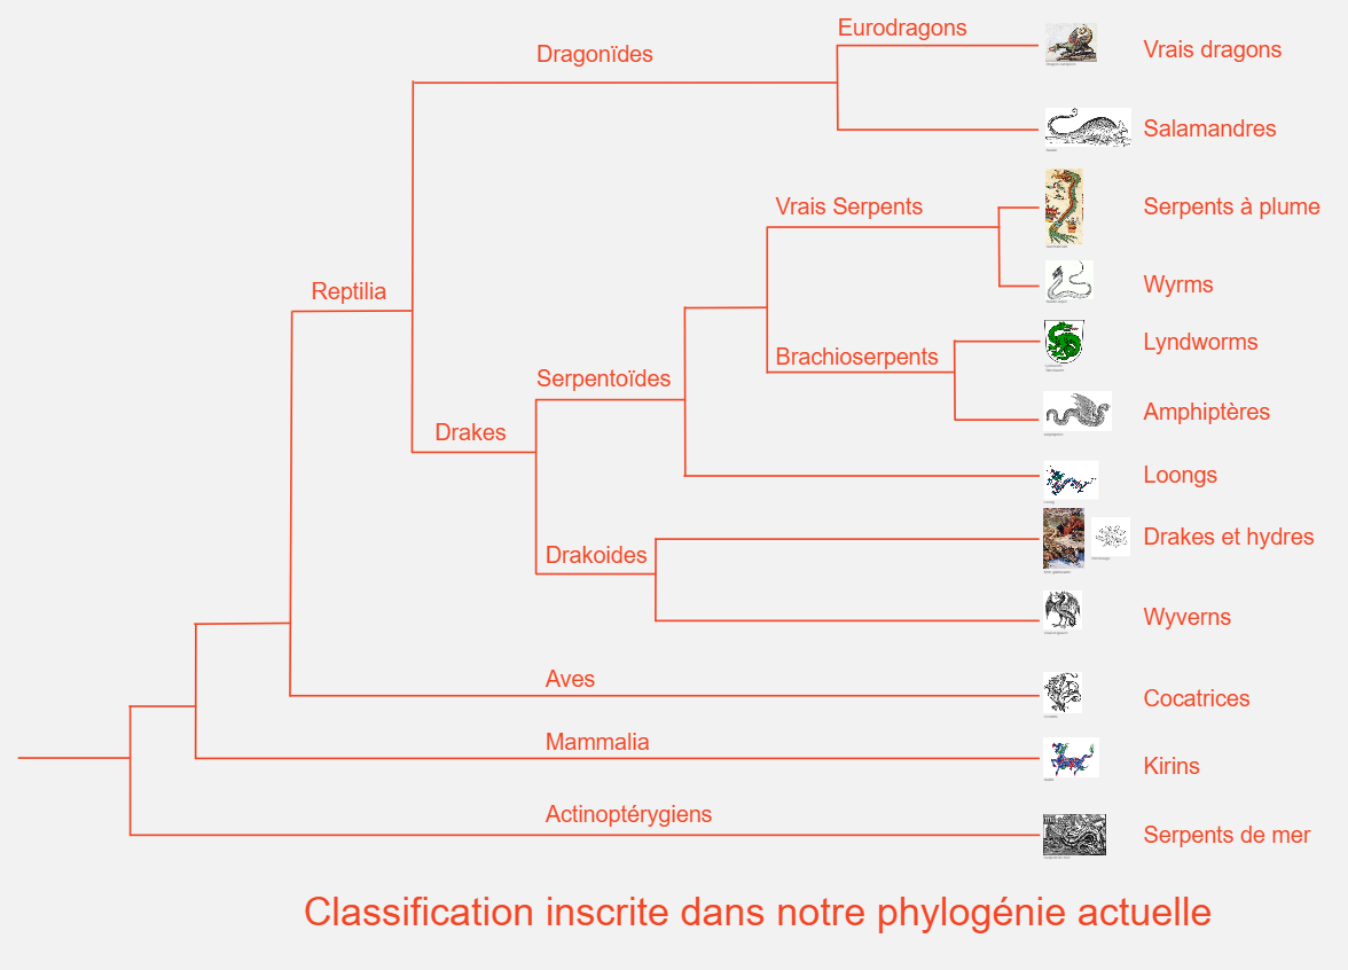 Eurodragons
Dragonïdes
Vrais dragons
Salamandres
Vrais Serpents
Serpents à plume
Reptilia
Wyrms
Brachioserpents
Lyndworms
Serpentoïdes
Amphiptères
Drakes
Loongs
Drakoides
Drakes et hydres
Wyverns
Aves
Cocatrices
Mammalia
Kirins
Actinoptérygiens
Serpents de mer
Classification inscrite dans notre phylogénie actuelle